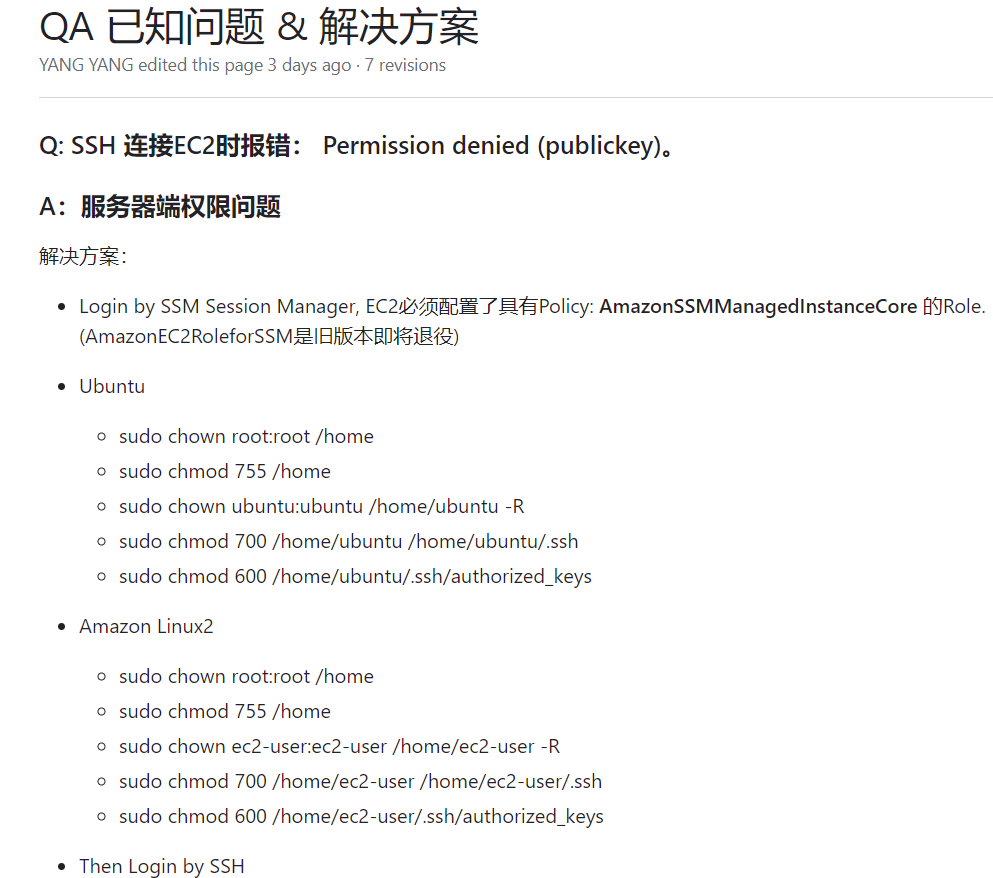 QA 已知问题 & 解决方案
YANG YANG edited this page 3 days ago · 7 revisions
Q: SSH 连接EC2时报错： Permission denied (publickey)。
A：服务器端权限问题
解决方案：
Login by SSM Session Manager, EC2必须配置了具有Policy: AmazonSSMManagedInstanceCore 的Role.
(AmazonEC2RoleforSSM是旧版本即将退役)
Ubuntu
sudo chown root:root /home
sudo chmod 755 /home
sudo chown ubuntu:ubuntu /home/ubuntu -R
sudo chmod 700 /home/ubuntu /home/ubuntu/.ssh
sudo chmod 600 /home/ubuntu/.ssh/authorized_keys
Amazon Linux2
sudo chown root:root /home
sudo chmod 755 /home
sudo chown ec2-user:ec2-user /home/ec2-user -R
sudo chmod 700 /home/ec2-user /home/ec2-user/.ssh
sudo chmod 600 /home/ec2-user/.ssh/authorized_keys
Then Login by SSH